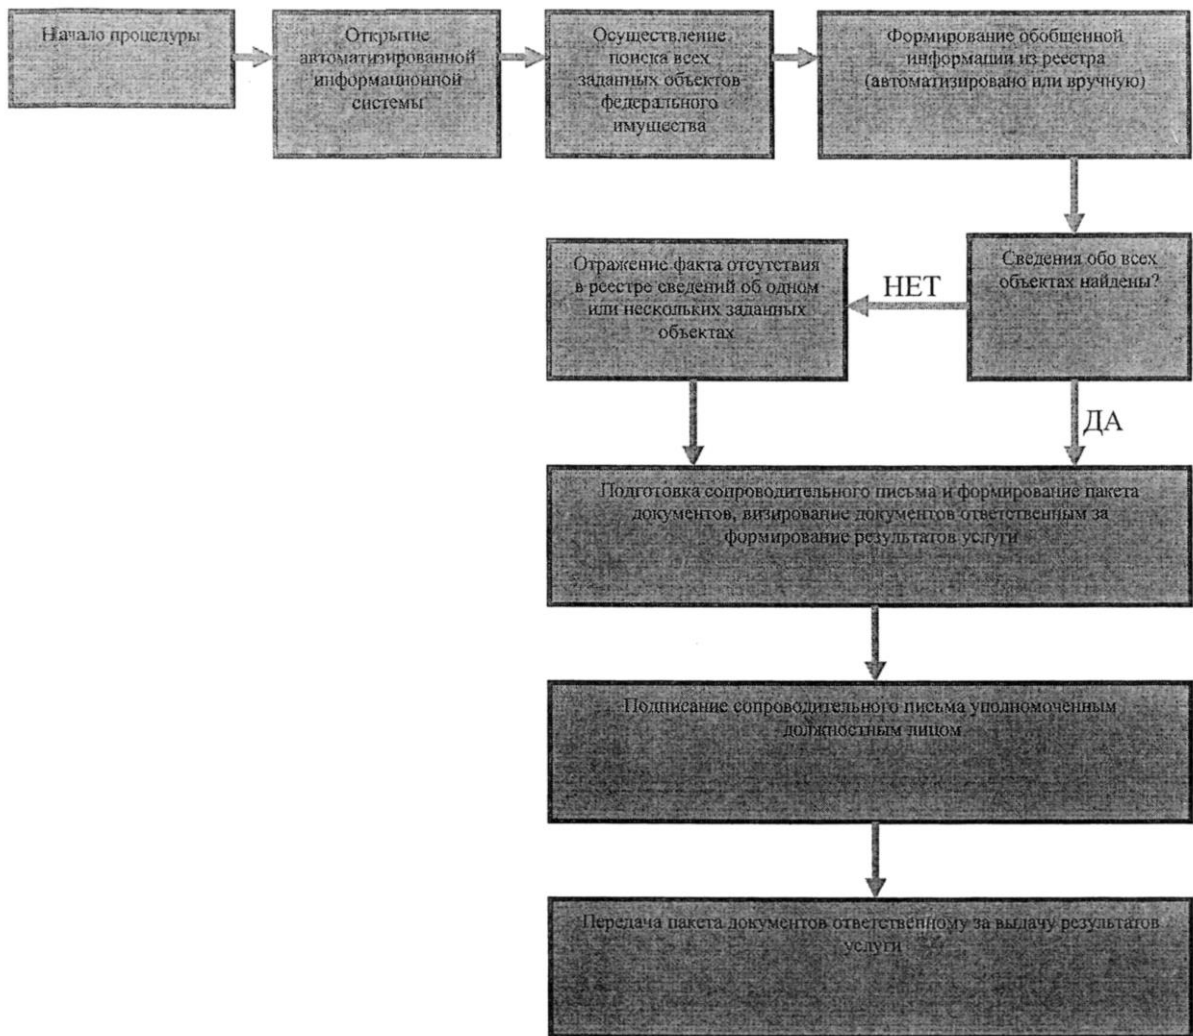 Начало процедуры
Открытие
автоматизированной
информационной
системы
Осуществление
поиска всех
заданных объектов
федерального
имущества
Формирование обобщенной
информации из реестра
(автоматизировано или вручную)
Сведения обо всех
объектах найдены?
НЕТ
Отражение факта отсутствия
в реестре сведений об одном
или нескольких заданных
объектах
ДА
Подготовка сопроводительного письма и формирование пакета
документов, визирование документов ответственным за
формирование результатов услуги
Подписание сопроводительного письма уполномоченным
должностным лицом
Передача пакета документов ответственному за выдачу результатов
услуги